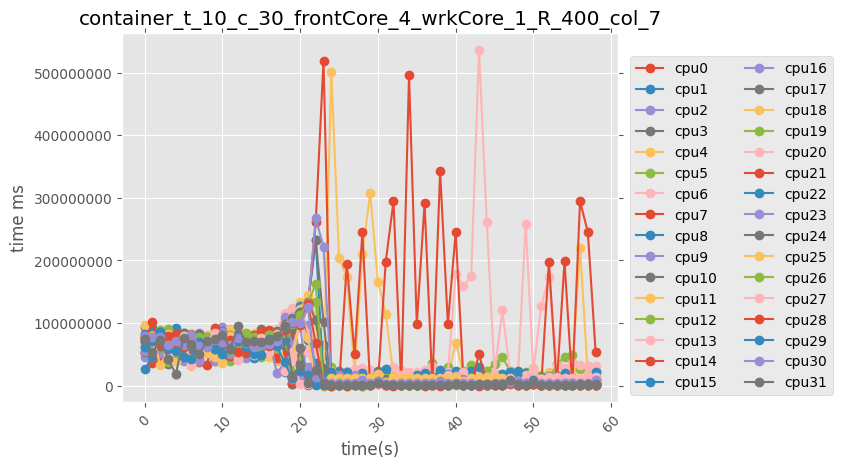 container_t_10_c_30_frontCore_4_wrkCore_1_R_400_col_7
500000000
400000000
300000000
200000000
100000000
0
time ms
0
10
20
30
40
50
60
time(s)
cpu0
cpu1
cpu2
cpu3
cpu4
cpu5
cpu6
cpu7
cpu8
cpu9
cpu10
cpu11
cpu12
cpu13
cpu14
cpu15
cpu16
cpu17
cpu18
cpu19
cpu20
cpu21
cpu22
cpu23
cpu24
cpu25
cpu26
cpu27
cpu28
cpu29
cpu30
cpu31